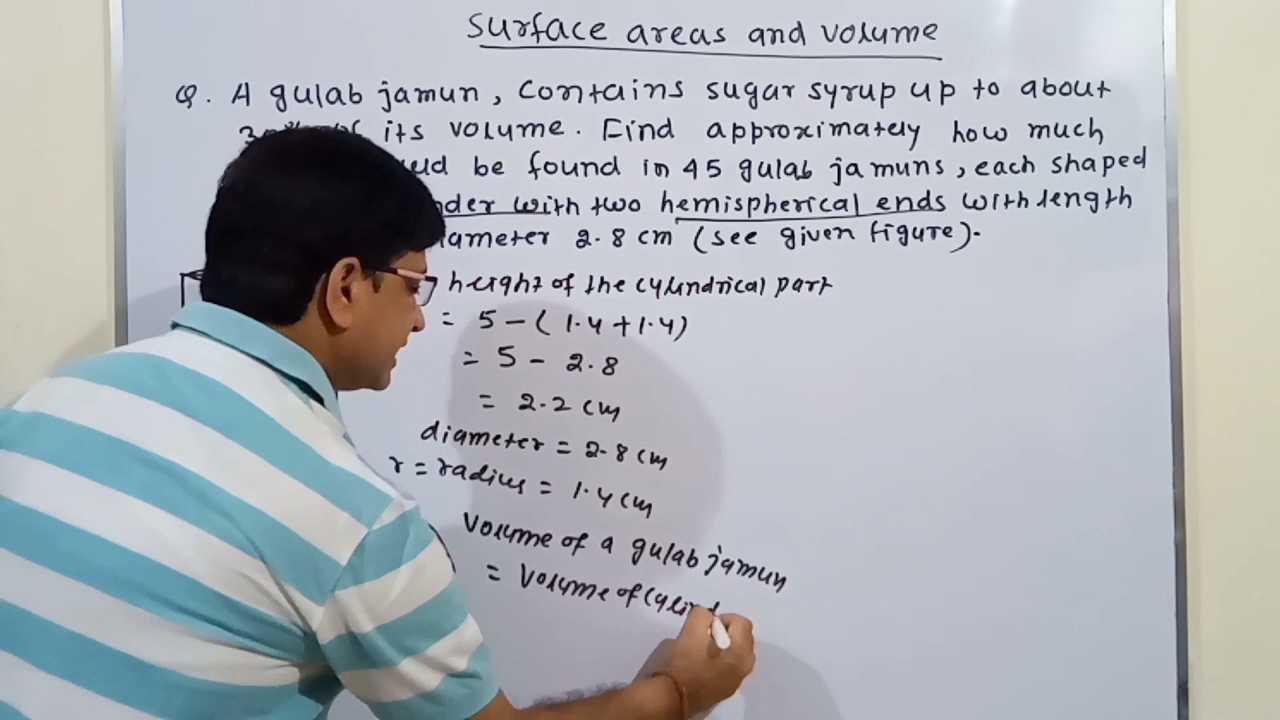 Surface areas and volume
Q. A gulab jamun, contains sugar syrup up to about
its volume. Find approximately how much
be found in 45 gulab jamuns, each shaped
with two hemispherical ends with length
2.8 cm (see given figure).
height of the cylindrical part
= 5 - (1.4 + 1.4)
= 5 - 2.8
= 2.2 cm
diameter = 2.8 cm
r = radius = 1.4 cm
Volume of a gulab jamun
= Volume of